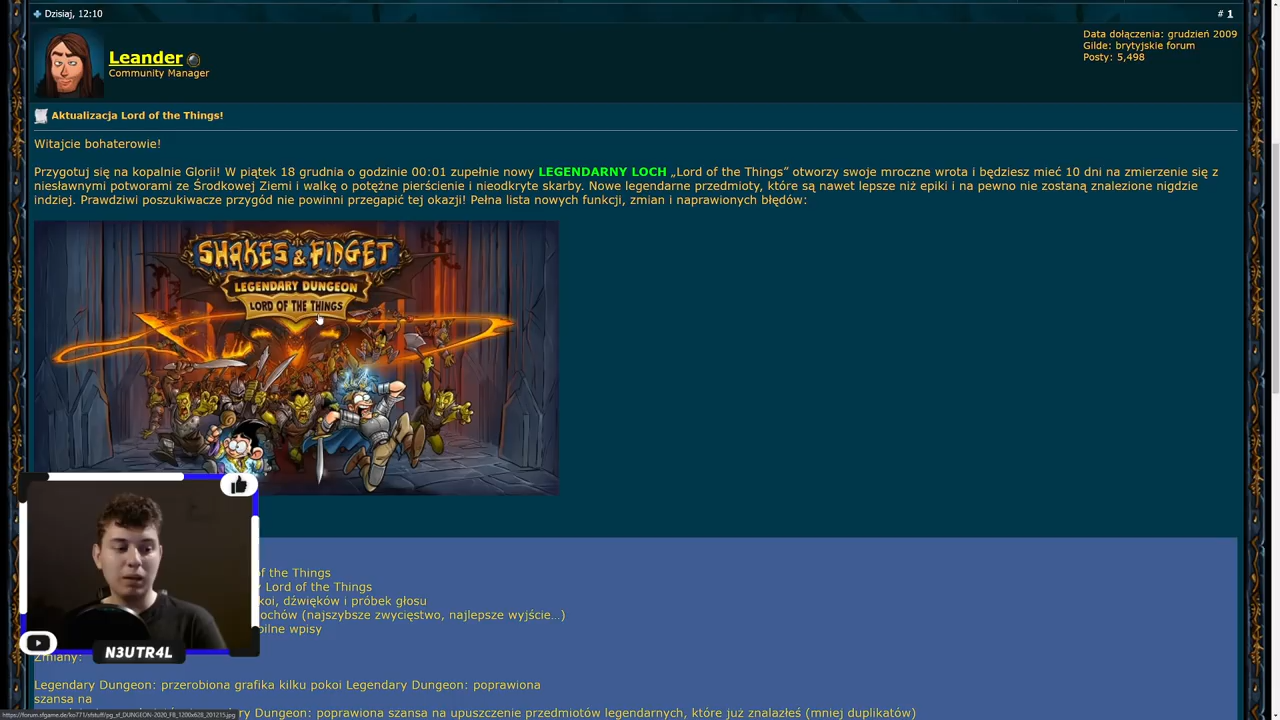 Dzisiaj, 12:10
# 1
Leander
Community Manager
Data dołączenia: grudzień 2009
Gilde: brytyjskie forum
Posty: 5,498
Aktualizacja Lord of the Things!
Witajcie bohaterowie!
Przygotuj się na kopalnie Glorii! W piątek 18 grudnia o godzinie 00:01 zupełnie nowy LEGENDARNY LOCH „Lord of the Things” otworzy swoje mroczne wrota i będziesz mieć 10 dni na zmierzenie się z
niesławnymi potworami ze Środkowej Ziemi i walkę o potężne pierścienie i nieodkryte skarby. Nowe legendarne przedmioty, które są nawet lepsze niż epiki i na pewno nie zostaną znalezione nigdzie
indziej. Prawdziwi poszukiwacze przygód nie powinni przegapić tej okazji! Pełna lista nowych funkcji, zmian i naprawionych błędów:
SHAKES & FIDGET
LEGENDARY DUNGEON
LORD OF THE THINGS
of the Things
Lord of the Things
koi, dźwięków i próbek głosu
ochów (najszybsze zwycięstwo, najlepsze wyjście...)
bilne wpisy
N3UTR4L
Zmiany:
Legendary Dungeon: przerobiona grafika kilku pokoi Legendary Dungeon: poprawiona
szansa na
ary Dungeon: poprawiona szansa na upuszczenie przedmiotów legendarnych, które już znalazłeś (mniej duplikatów)